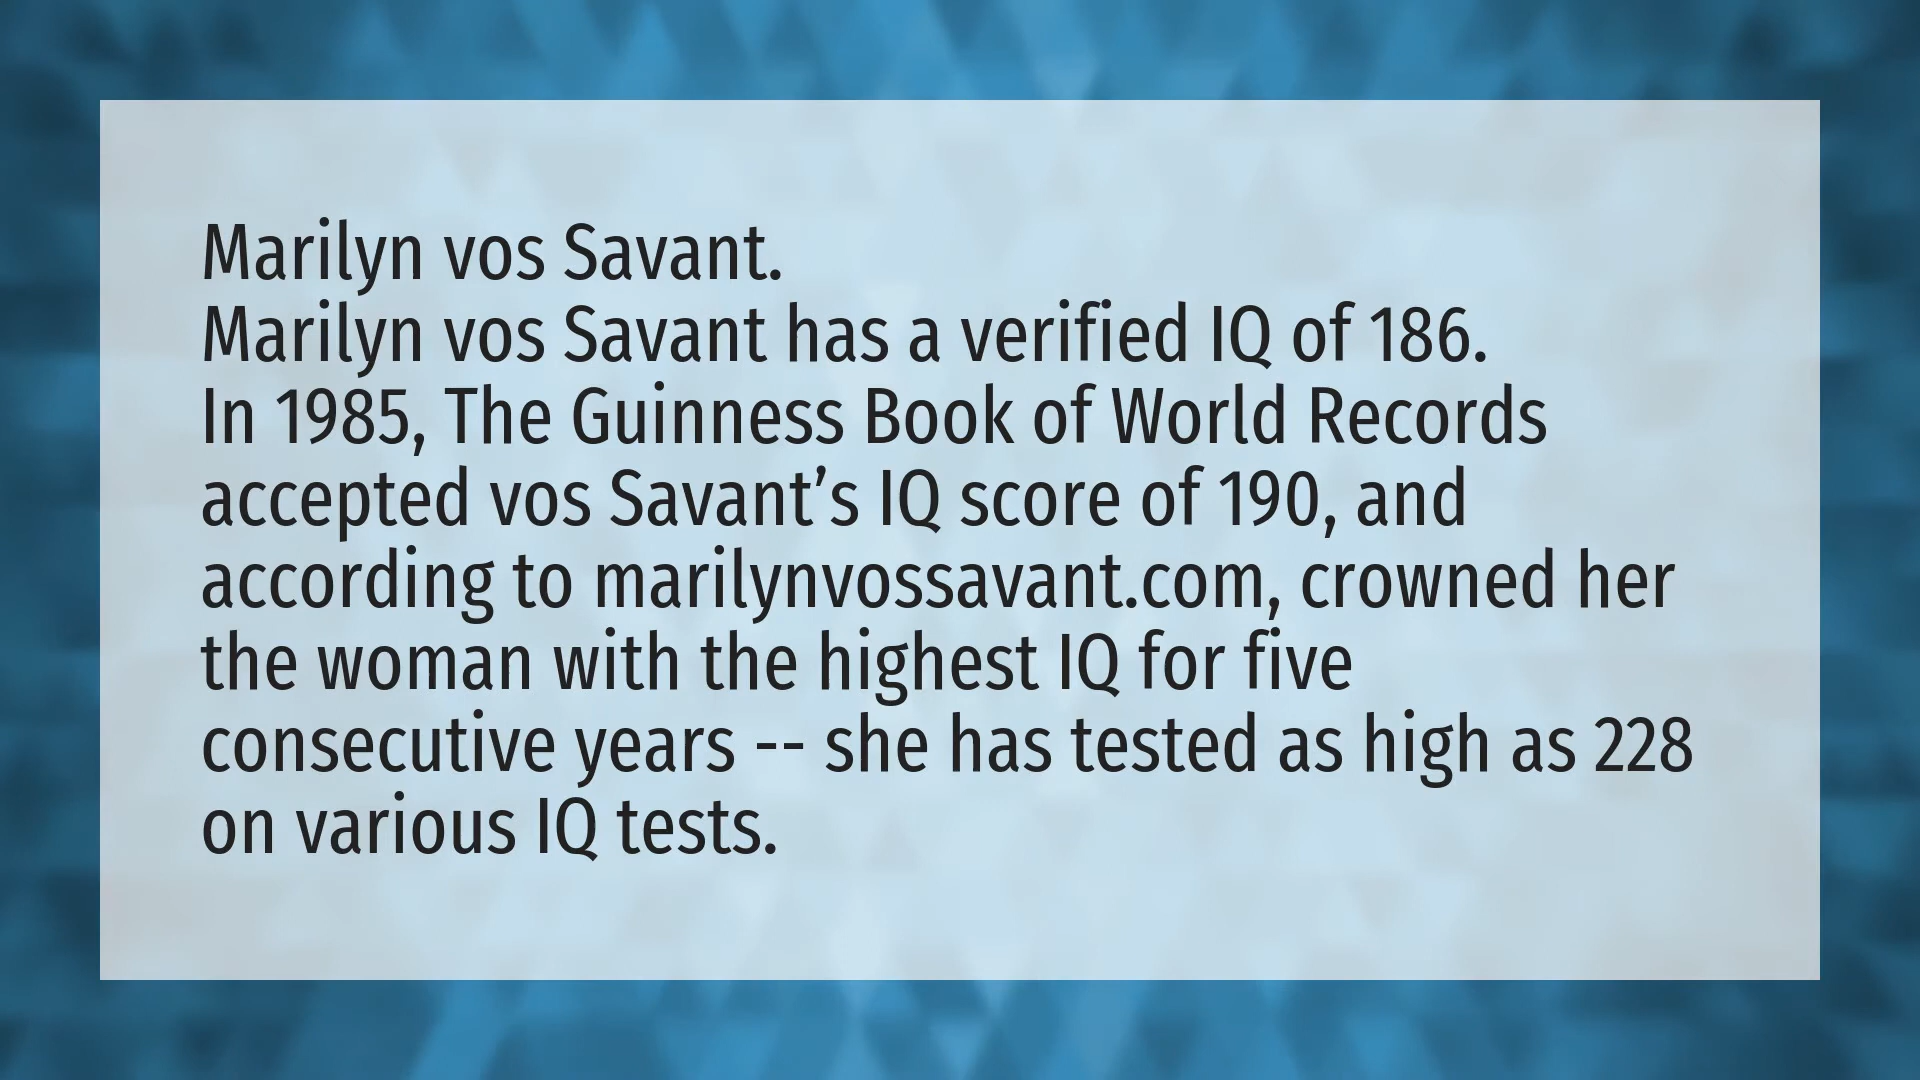 Marilyn vos Savant.
Marilyn vos Savant has a verified IQ of 186.
In 1985, The Guinness Book of World Records
accepted vos Savant’s IQ score of 190, and
according to marilynvossavant.com, crowned her
the woman with the highest IQ for five
consecutive years -- she has tested as high as 228
on various IQ tests.